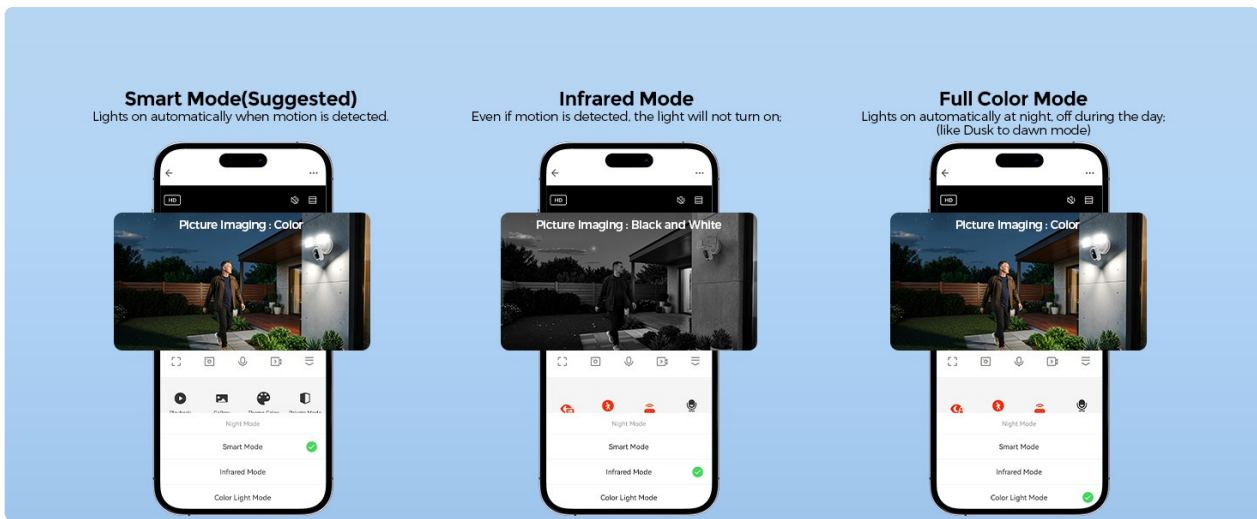 Smart Mode(Suggested)
Lights on automatically when motion is detected.
HD
Picture Imaging : Color
Night Mode
Smart Mode
Infrared Mode
Color Light Mode
Infrared Mode
Even if motion is detected, the light will not turn on;
HD
Picture Imaging : Black and White
Night Mode
Smart Mode
Infrared Mode
Color Light Mode
Full Color Mode
Lights on automatically at night, off during the day;
(like Dusk to dawn mode)
HD
Picture Imaging : Color
Night Mode
Smart Mode
Infrared Mode
Color Light Mode